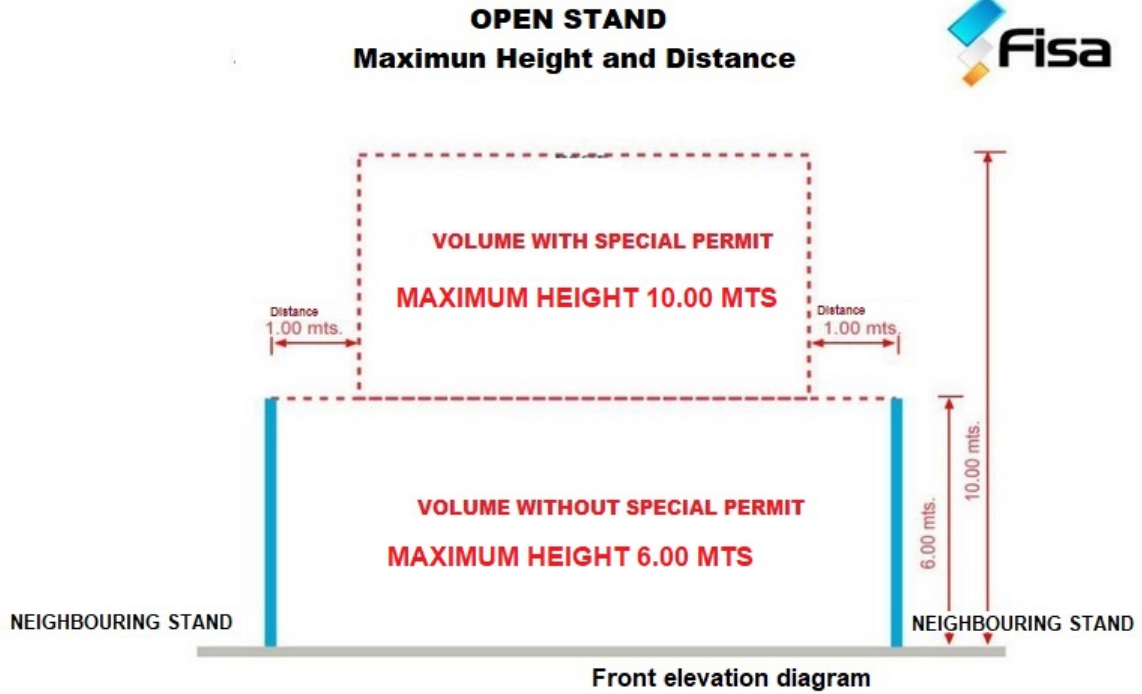 OPEN STAND
Maximun Height and Distance
Fisa
VOLUME WITH SPECIAL PERMIT
MAXIMUM HEIGHT 10.00 MTS
Distance
1.00 mts.
Distance
1.00 mts.
10.00 mts.
6.00 mts.
VOLUME WITHOUT SPECIAL PERMIT
MAXIMUM HEIGHT 6.00 MTS
NEIGHBOURING STAND
NEIGHBOURING STAND
Front elevation diagram